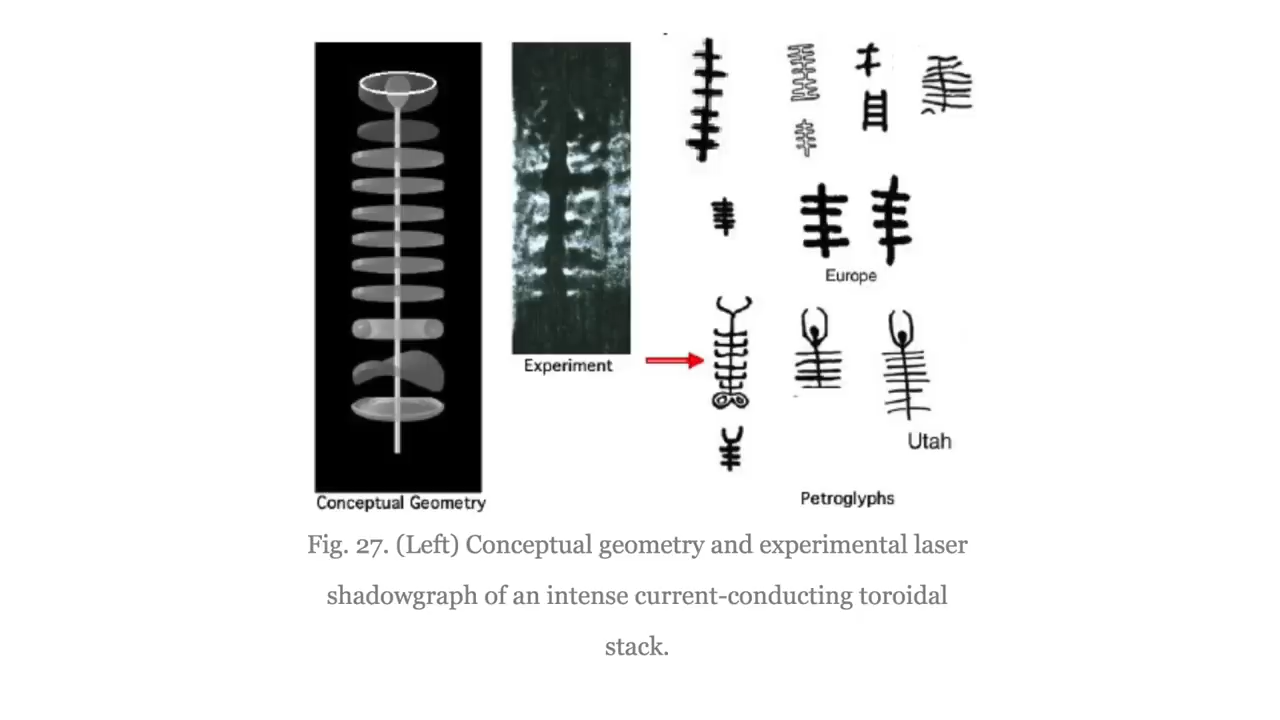 Europe
Experiment
Utah
Petroglyphs
Conceptual Geometry
Fig. 27. (Left) Conceptual geometry and experimental laser
shadowgraph of an intense current-conducting toroidal
stack.